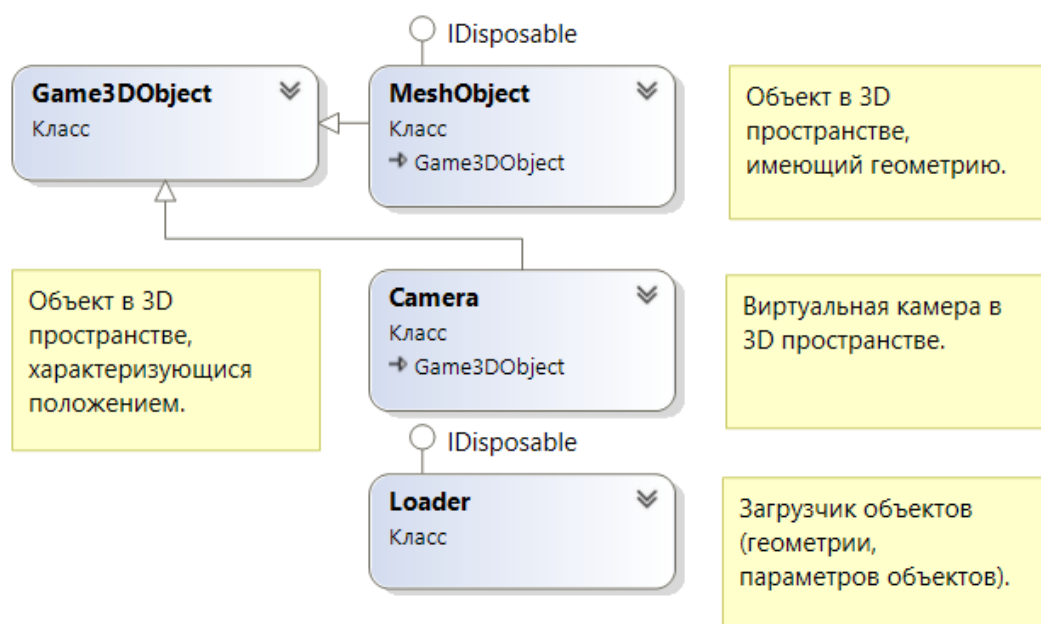 IDisposable
Game3DObject
Класс
MeshObject
Класс
Game3DObject
Объект в 3D
пространстве,
имеющий геометрию.
Объект в 3D
пространстве,
характеризующися
положением.
Camera
Класс
Game3DObject
Виртуальная камера в
3D пространстве.
IDisposable
Loader
Класс
Загрузчик объектов
(геометрии,
параметров объектов).